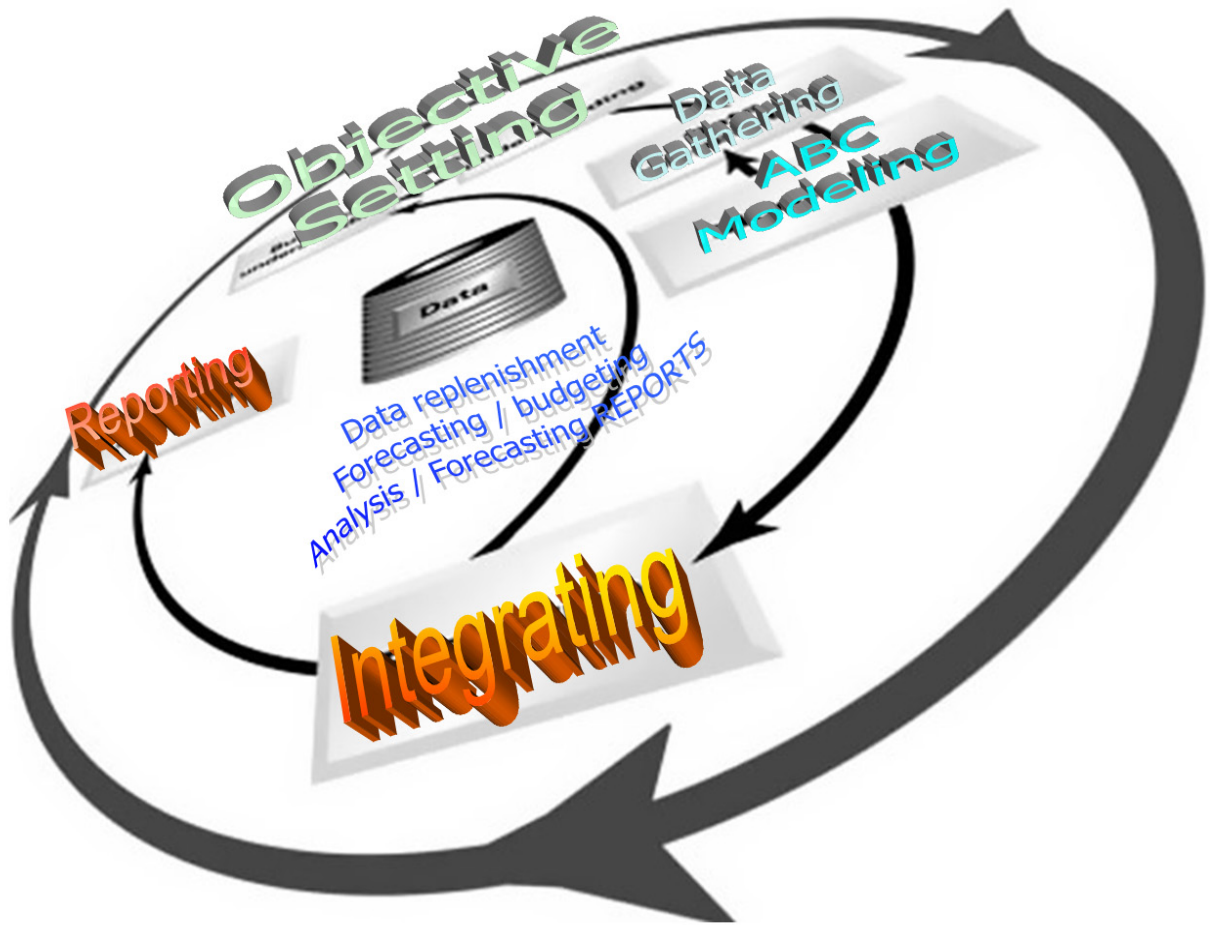 Objective
Setting
Data
Gathering
ABC
Modeling
Data
Reporting
Data replenishment
Forecasting / budgeting
Analysis / Forecasting REPORTS
Integrating